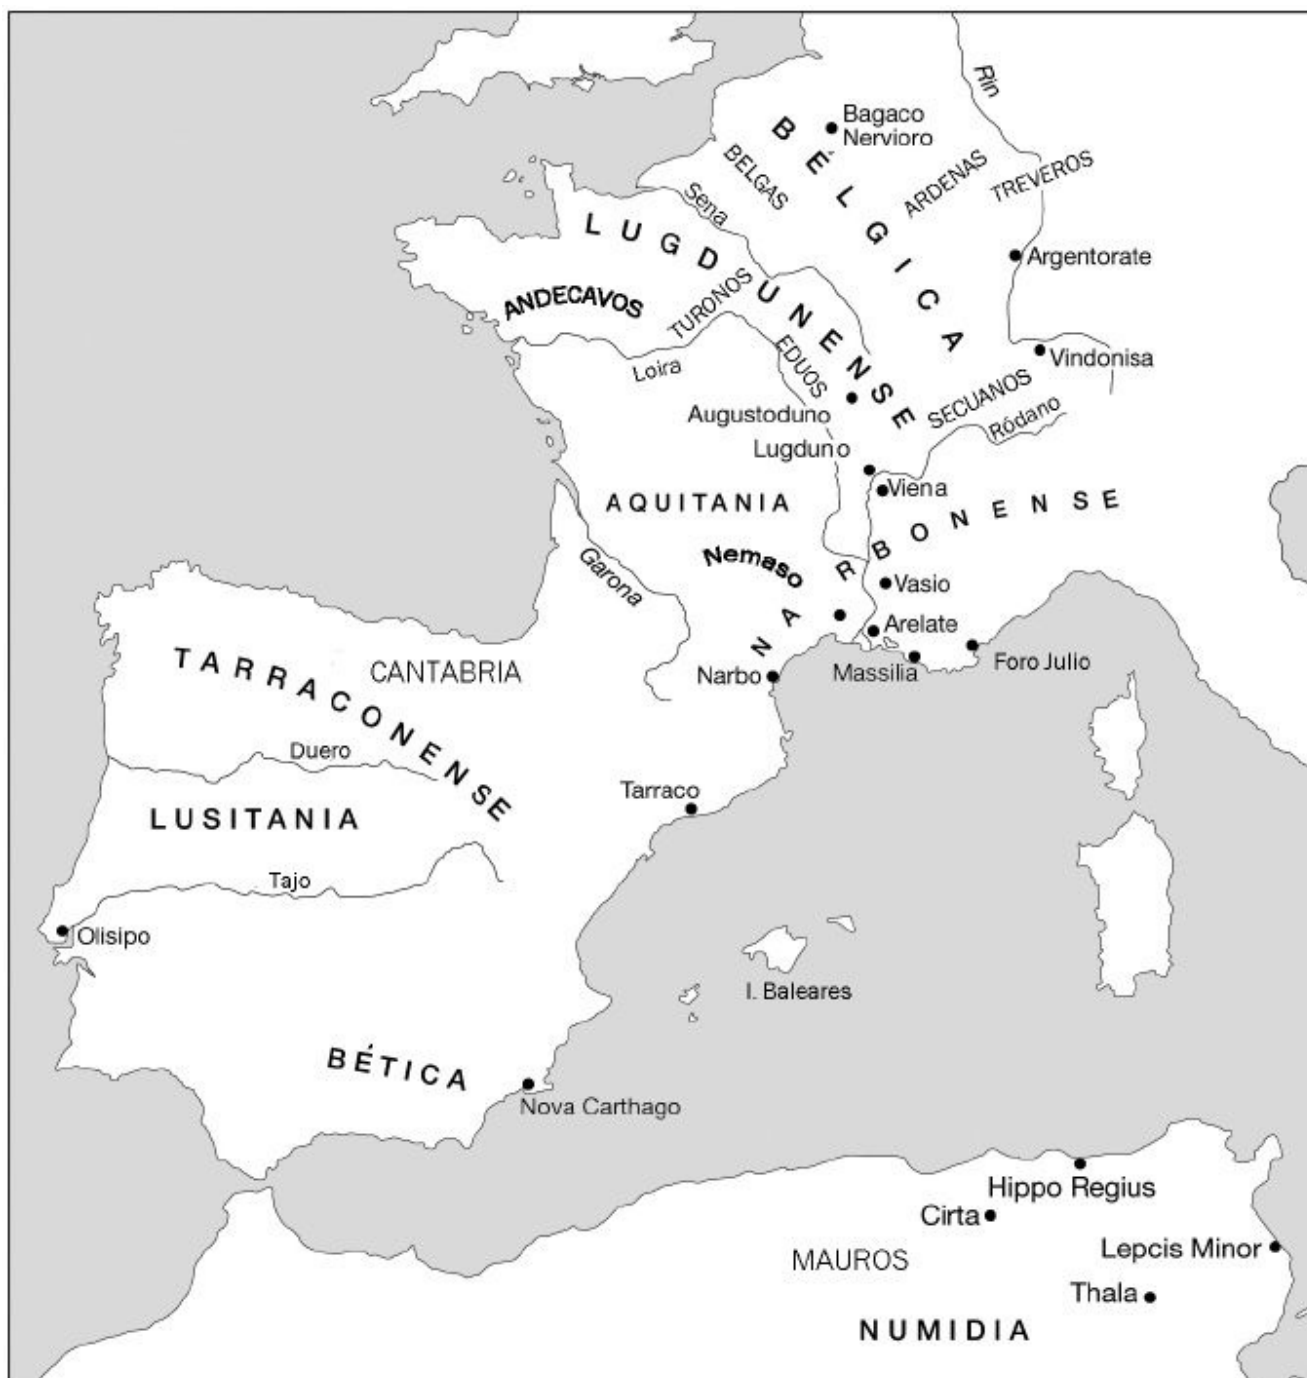 Rin
Bagaco
Nervioro
BÉLGICA
BELGAS
ARDENAS
TREVEROS
Sena
LUGDUNENSE
Argentorate
ANDECAVOS
TURONOS
EDUOS
Vindonisa
Loira
SECUANOS
Augustoduno
Ródano
Lugduno
Viena
AQUITANIA
NARBONENSE
Nemaso
Garona
Vasio
Arelate
CANTABRIA
TARRACONENSE
Narbo
Massilia
Foro Julio
Duero
Tarraco
LUSITANIA
Tajo
Olisipo
I. Baleares
BÉTICA
Nova Carthago
Hippo Regius
Cirta
MAUROS
Lepcis Minor
Thala
NUMIDIA